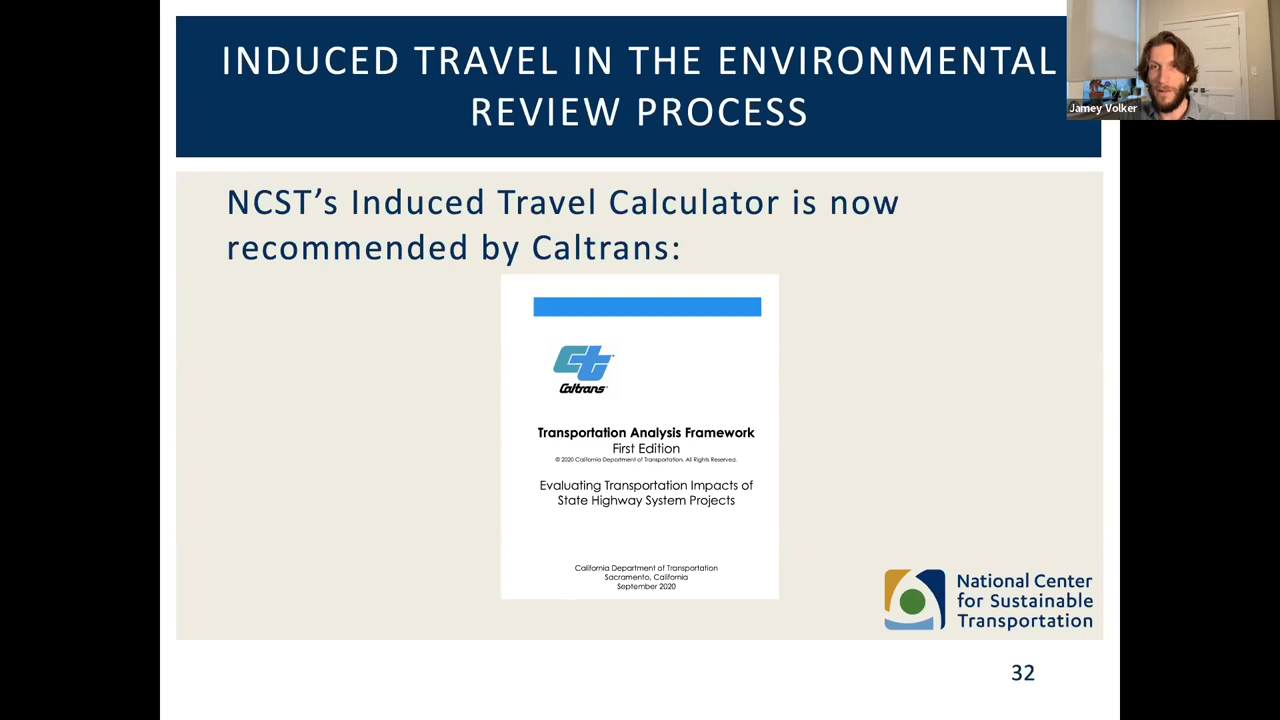 INDUCED TRAVEL IN THE ENVIRONMENTAL
REVIEW PROCESS
Jamey Volker
NCST’s Induced Travel Calculator is now
recommended by Caltrans:
Caltrans
Transportation Analysis Framework
First Edition
© 2020 California Department of Transportation. All Rights Reserved.
Evaluating Transportation Impacts of
State Highway System Projects
California Department of Transportation
Sacramento, California
September 2020
National Center
for Sustainable
Transportation
32